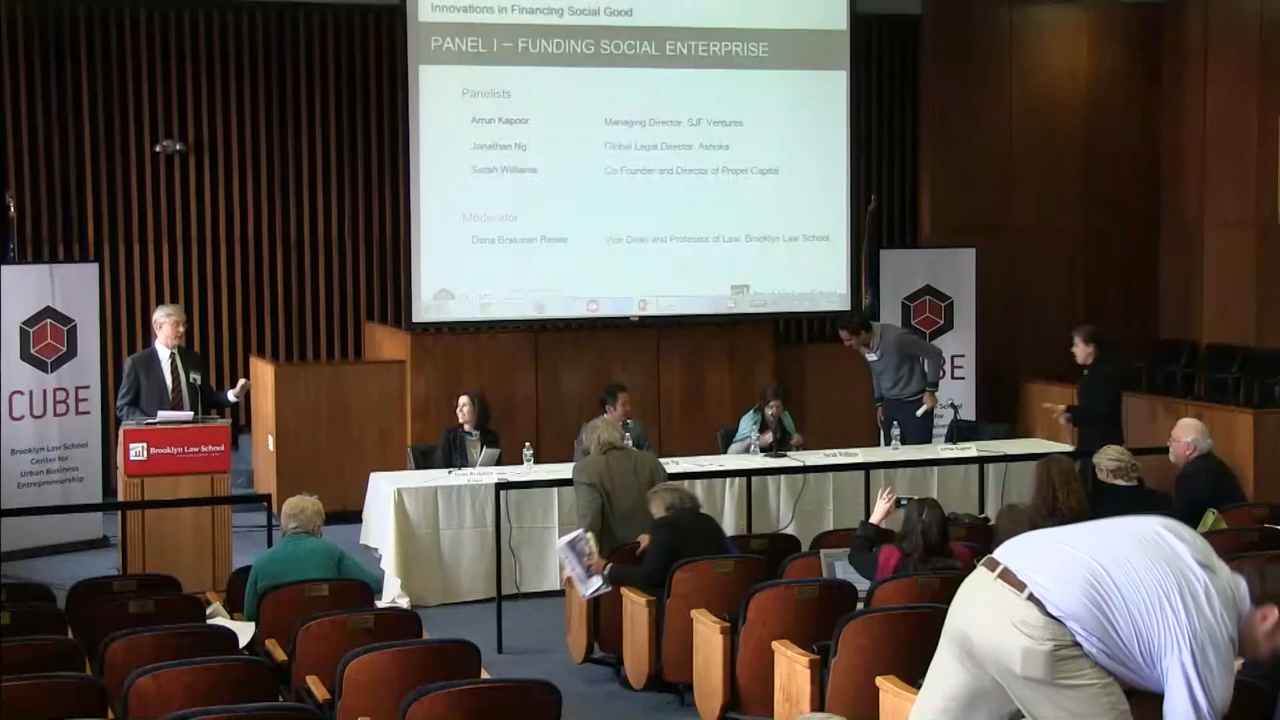 Innovations in Financing Social Good
PANEL I – FUNDING SOCIAL ENTERPRISE
Panelists
Arrun Kapoor Managing Director, SJF Ventures
Jonathan Ng Global Legal Director, Ashoka
Sarah Williams Co Founder and Director of Propel Capital
Moderator
Dana Brakman Reiser Vice Dean and Professor of Law, Brooklyn Law School
CUBE
Brooklyn Law School
Center for
Urban Business
Entrepreneurship
Brooklyn Law School
BE